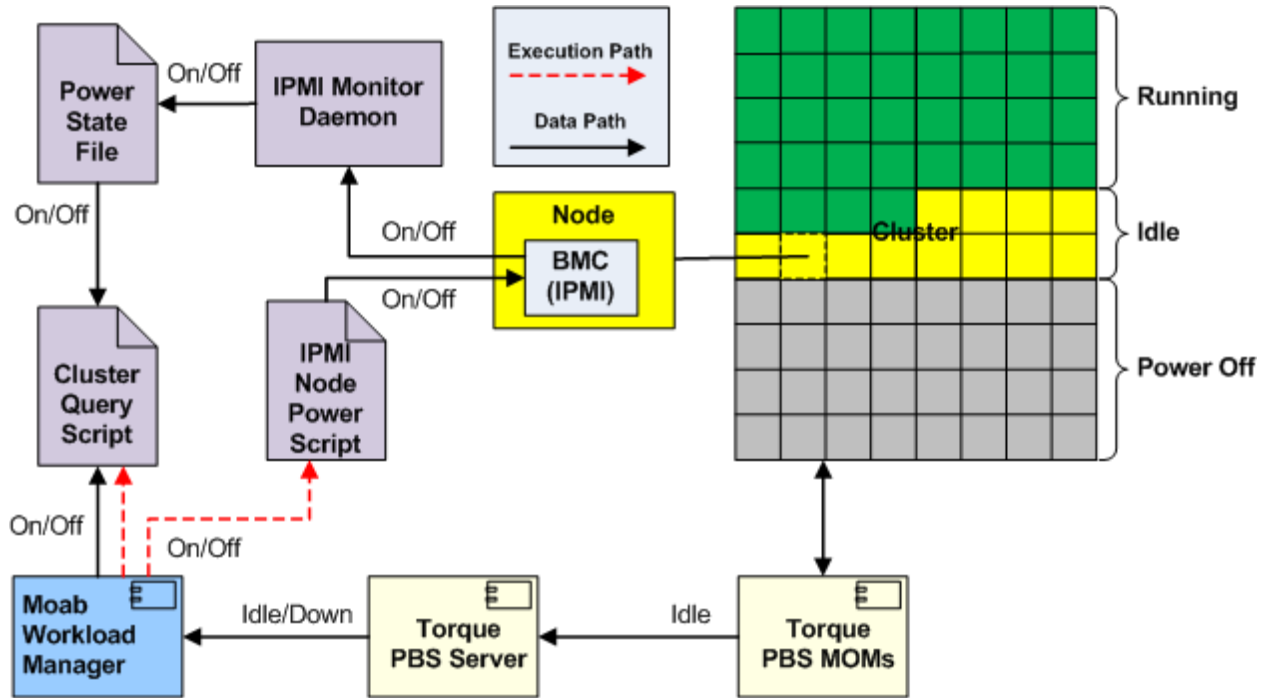 Power
State
File
On/Off
IPMI Monitor
Daemon
Execution Path
Data Path
Running
Idle
Power Off
Cluster
Node
BMC
(IPMI)
On/Off
On/Off
On/Off
Cluster
Query
Script
IPMI
Node
Power
Script
On/Off
On/Off
Moab
Workload
Manager
Idle/Down
Torque
PBS Server
Idle
Torque
PBS MOMs